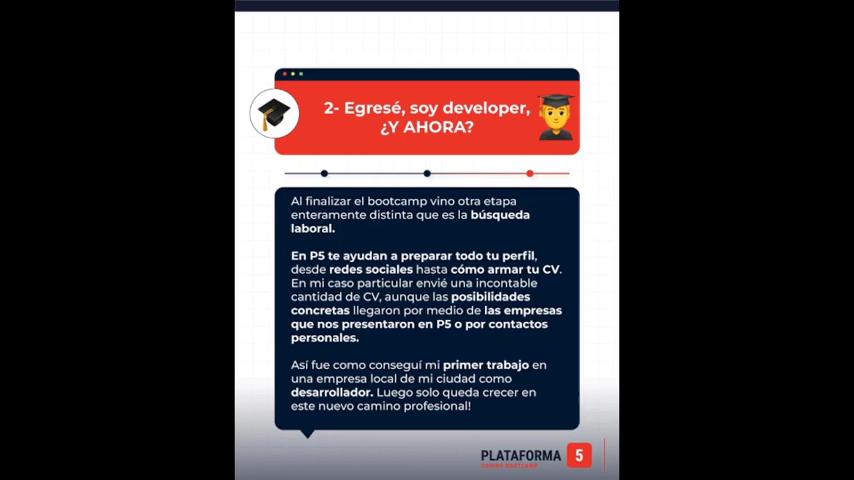 2- Egresé, soy developer,
¿Y AHORA?
Al finalizar el bootcamp vino otra etapa
enteramente distinta que es la búsqueda
laboral.
En P5 te ayudan a preparar todo tu perfil,
desde redes sociales hasta cómo armar tu CV.
En mi caso particular envié una incontable
cantidad de CV, aunque las posibilidades
concretas llegaron por medio de las empresas
que nos presentaron en P5 o por contactos
personales.
Así fue como conseguí mi primer trabajo en
una empresa local de mi ciudad como
desarrollador. Luego solo queda crecer en
este nuevo camino profesional!
PLATAFORMA 5
CODING BOOTCAMP